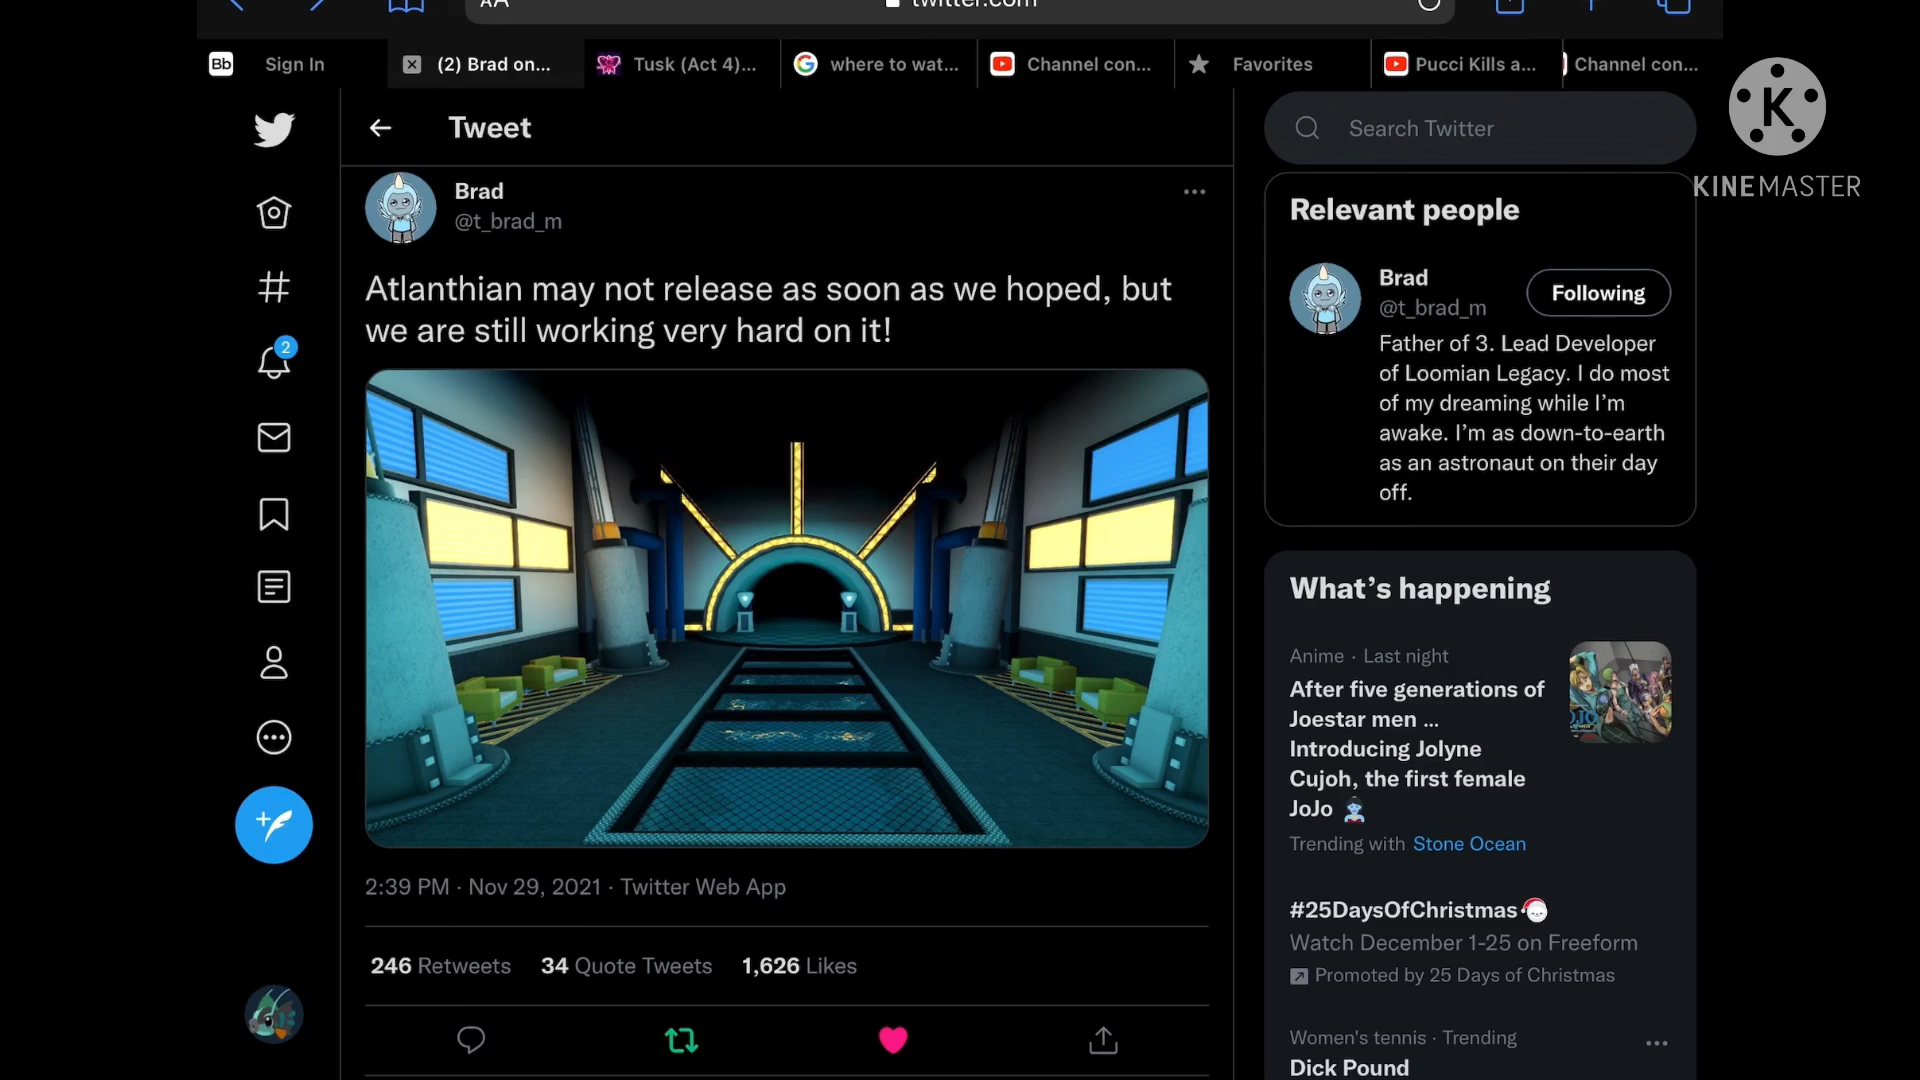 AA
twitter.com
Bb
Sign In
(2) Brad on...
Tusk (Act 4)...
where to wat...
Channel con...
Favorites
Pucci Kills a...
Channel con...
Tweet
Search Twitter
K
KINEMASTER
Brad
@t_brad_m
Atlanthian may not release as soon as we hoped, but
we are still working very hard on it!
2:39 PM · Nov 29, 2021 · Twitter Web App
246 Retweets 34 Quote Tweets 1,626 Likes
2
Relevant people
Brad
@t_brad_m
Following
Father of 3. Lead Developer
of Loomian Legacy. I do most
of my dreaming while I'm
awake. I'm as down-to-earth
as an astronaut on their day
off.
What's happening
Anime · Last night
After five generations of
Joestar men ...
Introducing Jolyne
Cujoh, the first female
JoJo
Trending with Stone Ocean
#25DaysOfChristmas
Watch December 1-25 on Freeform
Promoted by 25 Days of Christmas
Women's tennis · Trending
Dick Pound